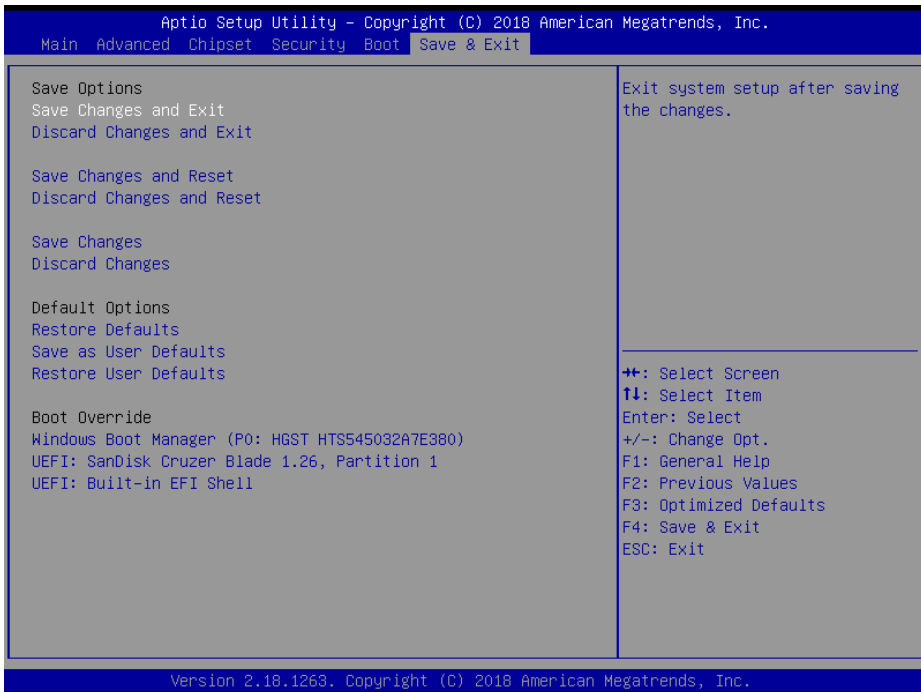 Aptio Setup Utility – Copyright (C) 2018 American Megatrends, Inc.
Main Advanced Chipset Security Boot Save & Exit
Save Options
Save Changes and Exit
Discard Changes and Exit
Save Changes and Reset
Discard Changes and Reset
Save Changes
Discard Changes
Default Options
Restore Defaults
Save as User Defaults
Restore User Defaults
Boot Override
Windows Boot Manager (P0: HGST HTS545032A7E380)
UEFI: SanDisk Cruzer Blade 1.26, Partition 1
UEFI: Built-in EFI Shell
Exit system setup after saving
the changes.
→←: Select Screen
↑↓: Select Item
Enter: Select
+/-: Change Opt.
F1: General Help
F2: Previous Values
F3: Optimized Defaults
F4: Save & Exit
ESC: Exit
Version 2.18.1263. Copyright (C) 2018 American Megatrends, Inc.